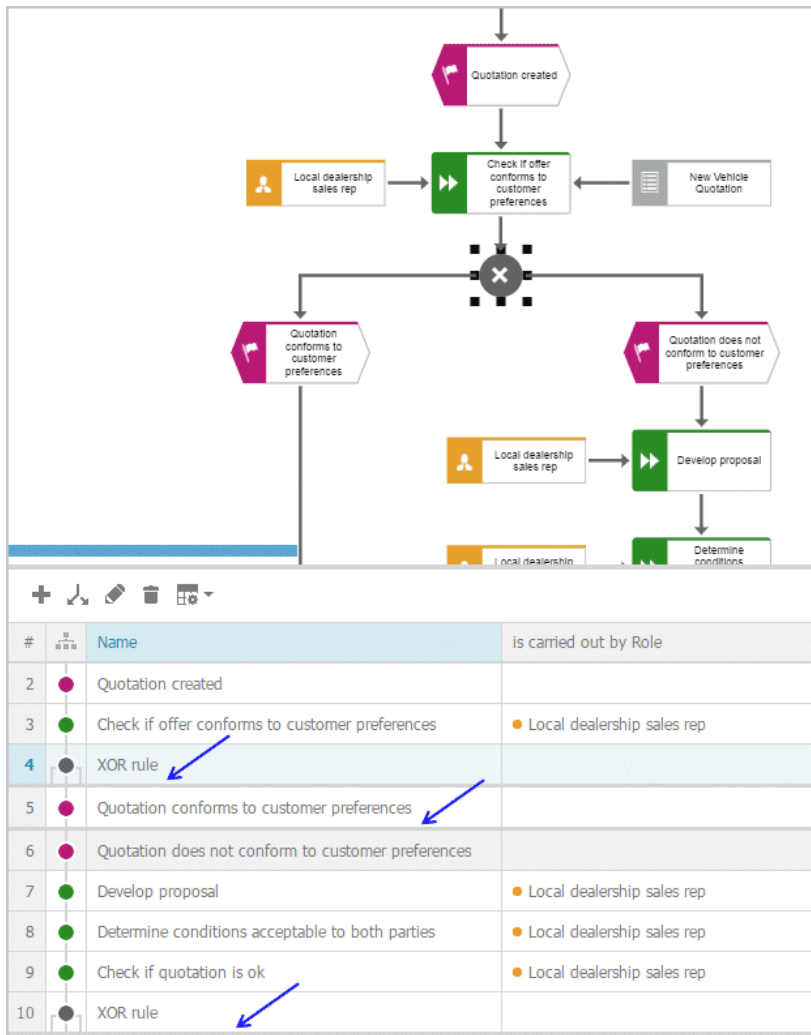 Quotation created
Local dealership
sales rep
Check if offer
conforms to
customer
preferences
New Vehicle
Quotation
Quotation
conforms to
customer
preferences
Quotation does not
conform to customer
preferences
Local dealership
sales rep
Develop proposal
Local dealership
Determine
conditions
# Name is carried out by Role
2 Quotation created
3 Check if offer conforms to customer preferences Local dealership sales rep
4 XOR rule
5 Quotation conforms to customer preferences
6 Quotation does not conform to customer preferences
7 Develop proposal Local dealership sales rep
8 Determine conditions acceptable to both parties Local dealership sales rep
9 Check if quotation is ok Local dealership sales rep
10 XOR rule